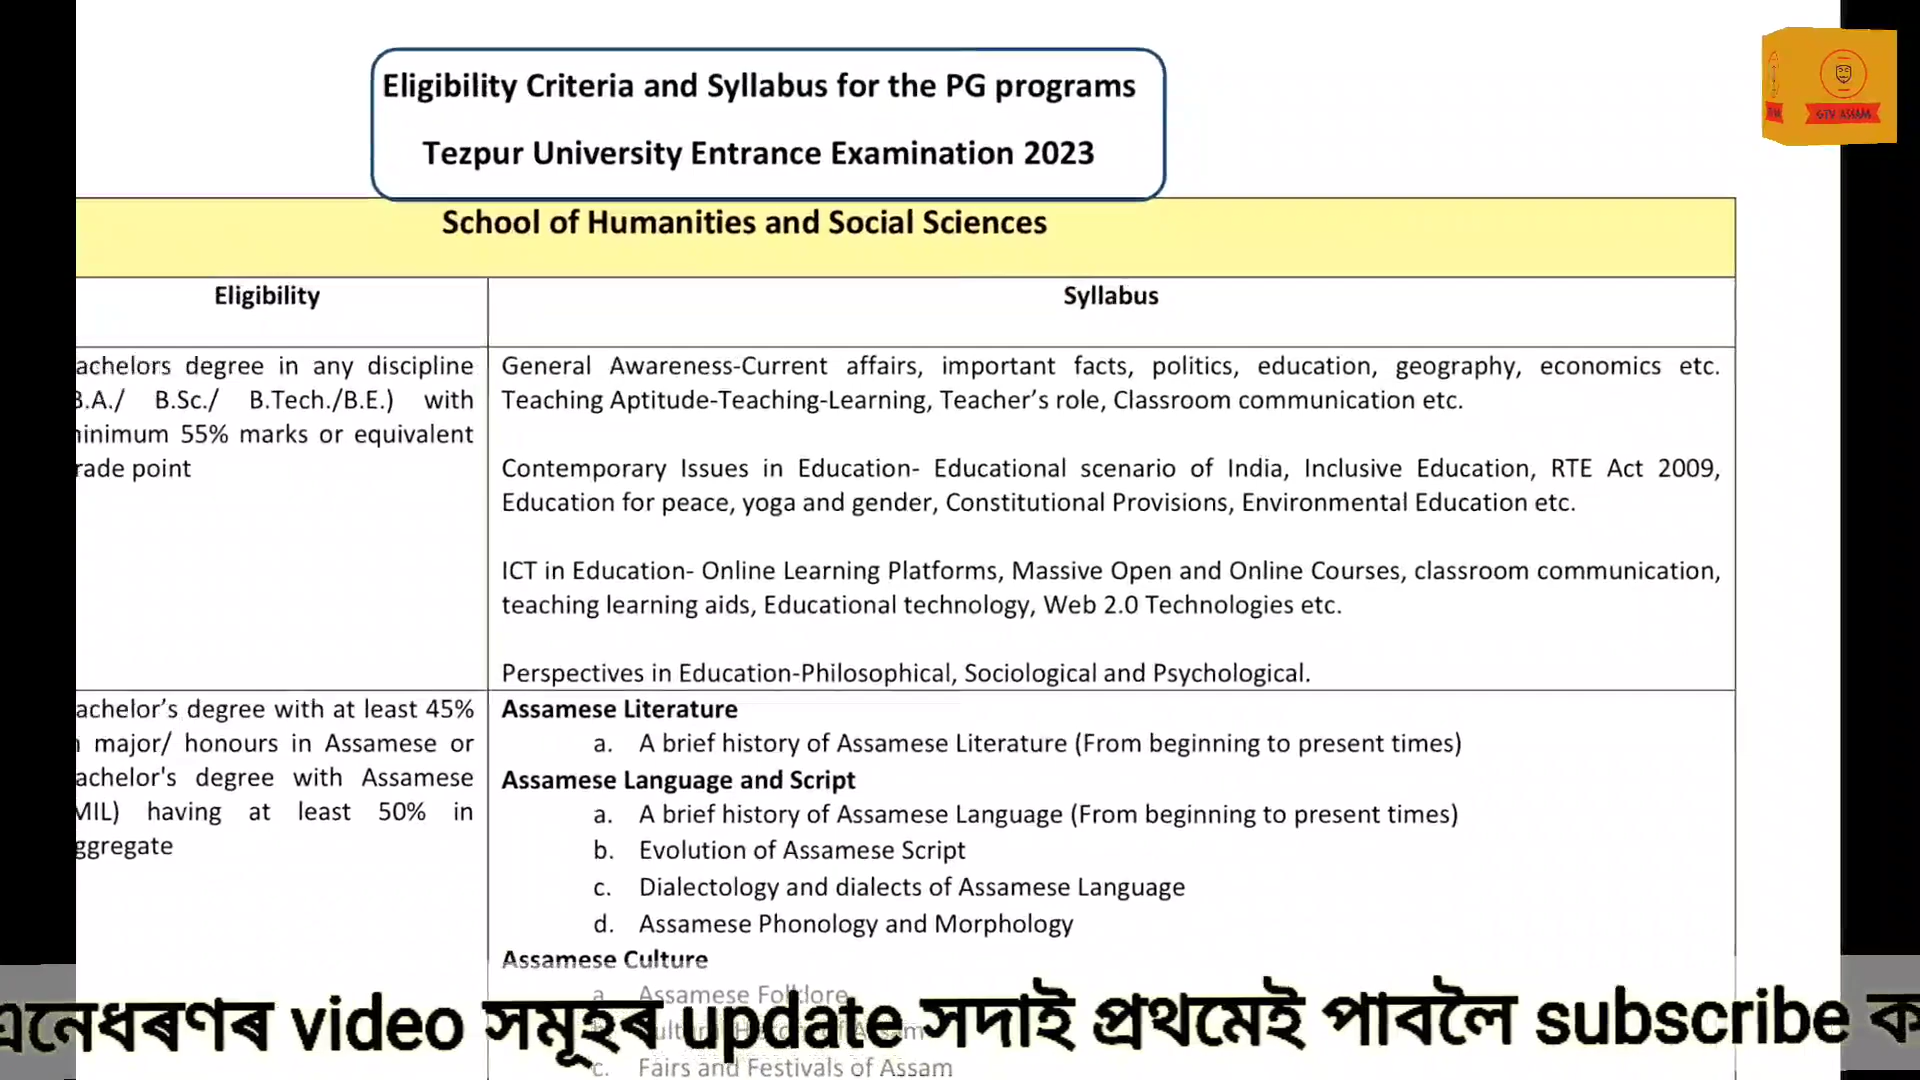 Eligibility Criteria and Syllabus for the PG programs
Tezpur University Entrance Examination 2023
GTV ASSAM
School of Humanities and Social Sciences
Eligibility
Syllabus
achelors degree in any discipline
B.A./ B.Sc./ B.Tech./B.E.) with
inimum 55% marks or equivalent
rade point
General Awareness-Current affairs, important facts, politics, education, geography, economics etc.
Teaching Aptitude-Teaching-Learning, Teacher’s role, Classroom communication etc.
Contemporary Issues in Education- Educational scenario of India, Inclusive Education, RTE Act 2009,
Education for peace, yoga and gender, Constitutional Provisions, Environmental Education etc.
ICT in Education- Online Learning Platforms, Massive Open and Online Courses, classroom communication,
teaching learning aids, Educational technology, Web 2.0 Technologies etc.
Perspectives in Education-Philosophical, Sociological and Psychological.
achelor’s degree with at least 45%
major/ honours in Assamese or
achelor's degree with Assamese
MIL) having at least 50% in
ggregate
Assamese Literature
a. A brief history of Assamese Literature (From beginning to present times)
Assamese Language and Script
a. A brief history of Assamese Language (From beginning to present times)
b. Evolution of Assamese Script
c. Dialectology and dialects of Assamese Language
d. Assamese Phonology and Morphology
Assamese Culture
a. Assamese Folklore
c. Fairs and Festivals of Assam
এনেধৰণৰ video সমূহৰ update সদাই প্ৰথমেই পাবলৈ subscribe ক